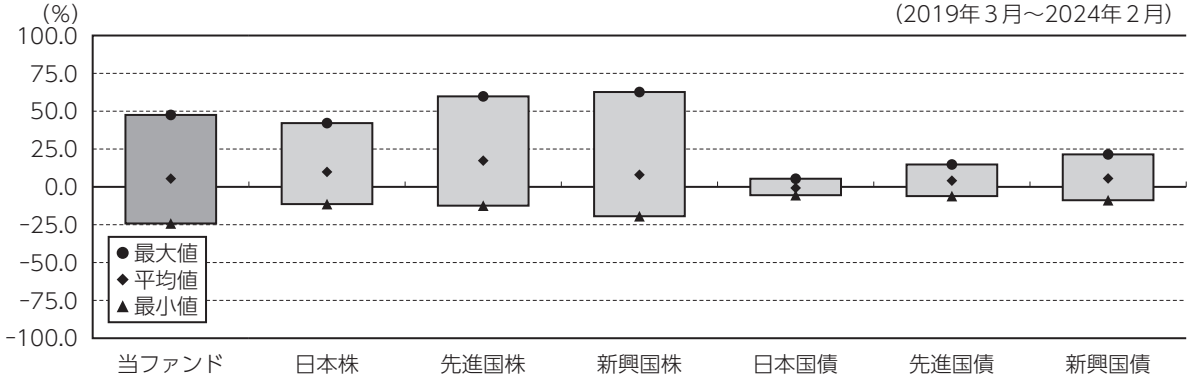 (%)
(2019年3月~2024年2月)
100.0
75.0
50.0
25.0
0.0
-25.0
-50.0
-75.0
-100.0
●最大値
◆平均値
▲最小値
当ファンド 日本株 先進国株 新興国株 日本国債 先進国債 新興国債